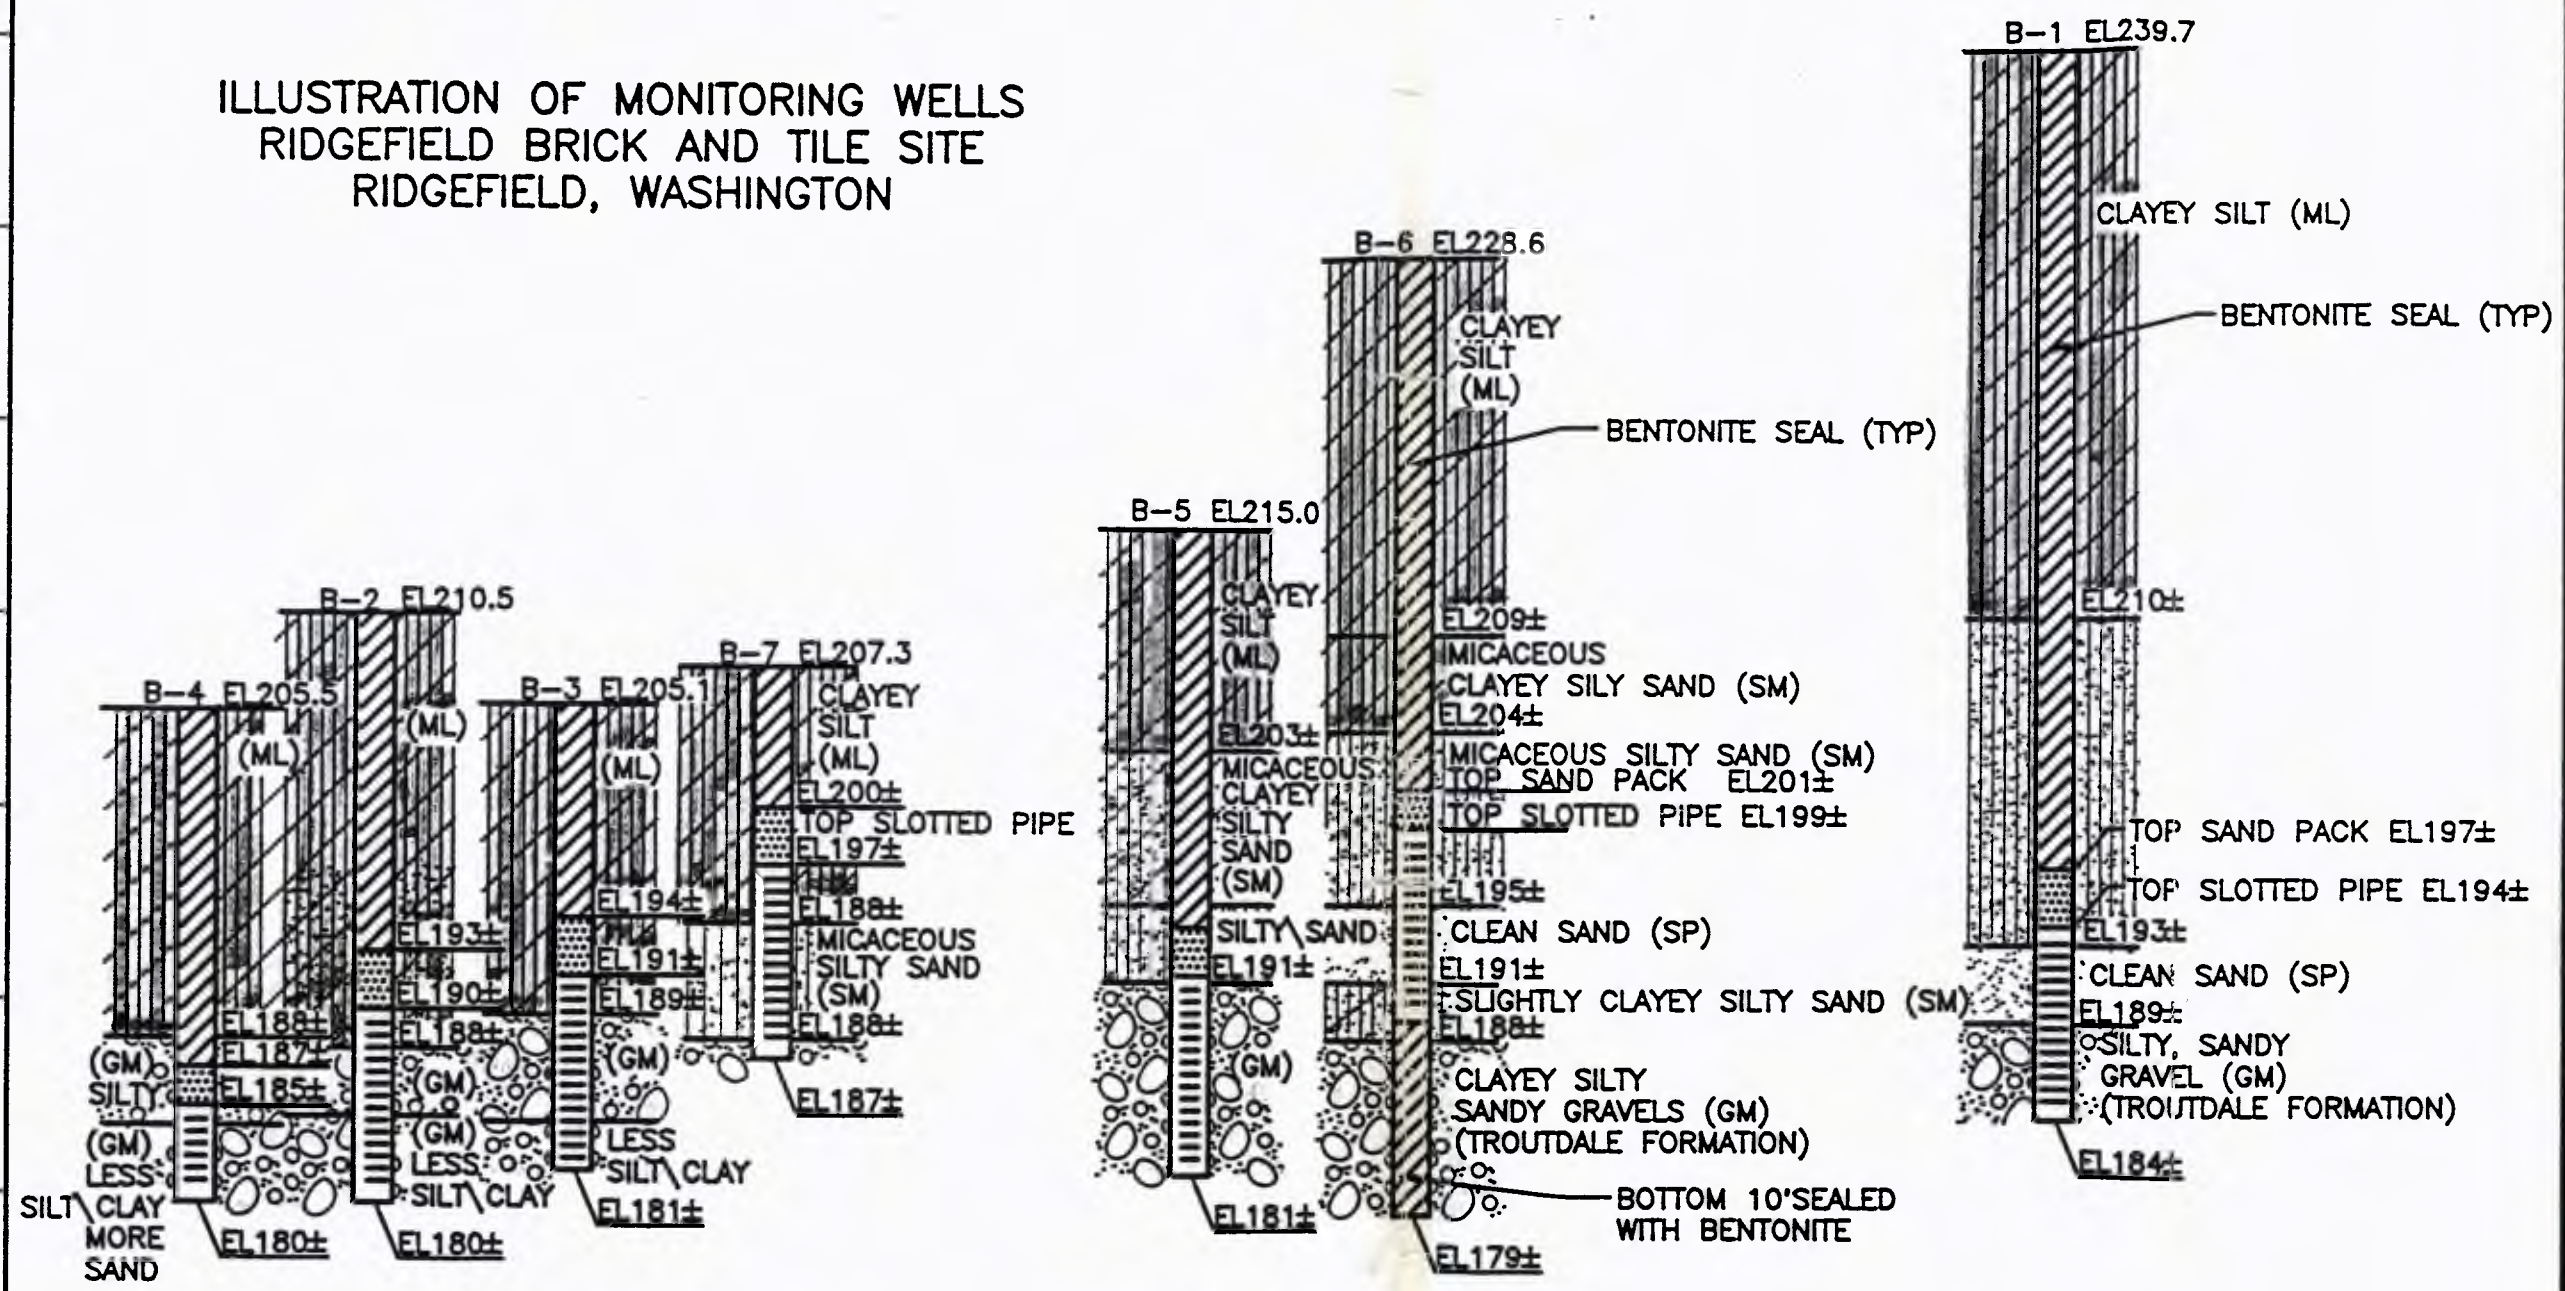 ILLUSTRATION OF MONITORING WELLS
RIDGEFIELD BRICK AND TILE SITE
RIDGEFIELD, WASHINGTON
B-4 EL205.5
(ML)
EL188±
EL187±
EL185±
(GM)
SILTY
(GM)
LESS
SILT\CLAY
MORE
SAND
EL180±
B-2 EL210.5
(ML)
EL193±
EL190±
EL188±
(GM)
(GM)
LESS
SILT\CLAY
EL180±
B-3 EL205.1
(ML)
EL194±
EL191±
EL189±
(GM)
LESS
SILT\CLAY
EL181±
B-7 EL207.3
CLAYEY
SILT
(ML)
EL200±
TOP SLOTTED PIPE
EL197±
EL188±
MICACEOUS
SILTY SAND
(SM)
EL188±
EL187±
B-5 EL215.0
CLAYEY
SILT
(ML)
EL203±
MICACEOUS
CLAYEY
SILTY
SAND
(SM)
SILTY\SAND
EL191±
(GM)
EL181±
B-6 EL228.6
CLAYEY
SILT
(ML)
BENTONITE SEAL (TYP)
EL209±
MICACEOUS
CLAYEY SILY SAND (SM)
EL204±
MICACEOUS SILTY SAND (SM)
TOP SAND PACK EL201±
TOP SLOTTED PIPE EL199±
EL195±
CLEAN SAND (SP)
EL191±
SLIGHTLY CLAYEY SILTY SAND (SM)
EL188±
CLAYEY SILTY
SANDY GRAVELS (GM)
(TROUTDALE FORMATION)
BOTTOM 10'SEALED
WITH BENTONITE
EL179±
B-1 EL239.7
CLAYEY SILT (ML)
BENTONITE SEAL (TYP)
EL210±
TOP SAND PACK EL197±
TOP SLOTTED PIPE EL194±
EL193±
CLEAN SAND (SP)
EL189±
SILTY, SANDY
GRAVEL (GM)
(TROUTDALE FORMATION)
EL184±